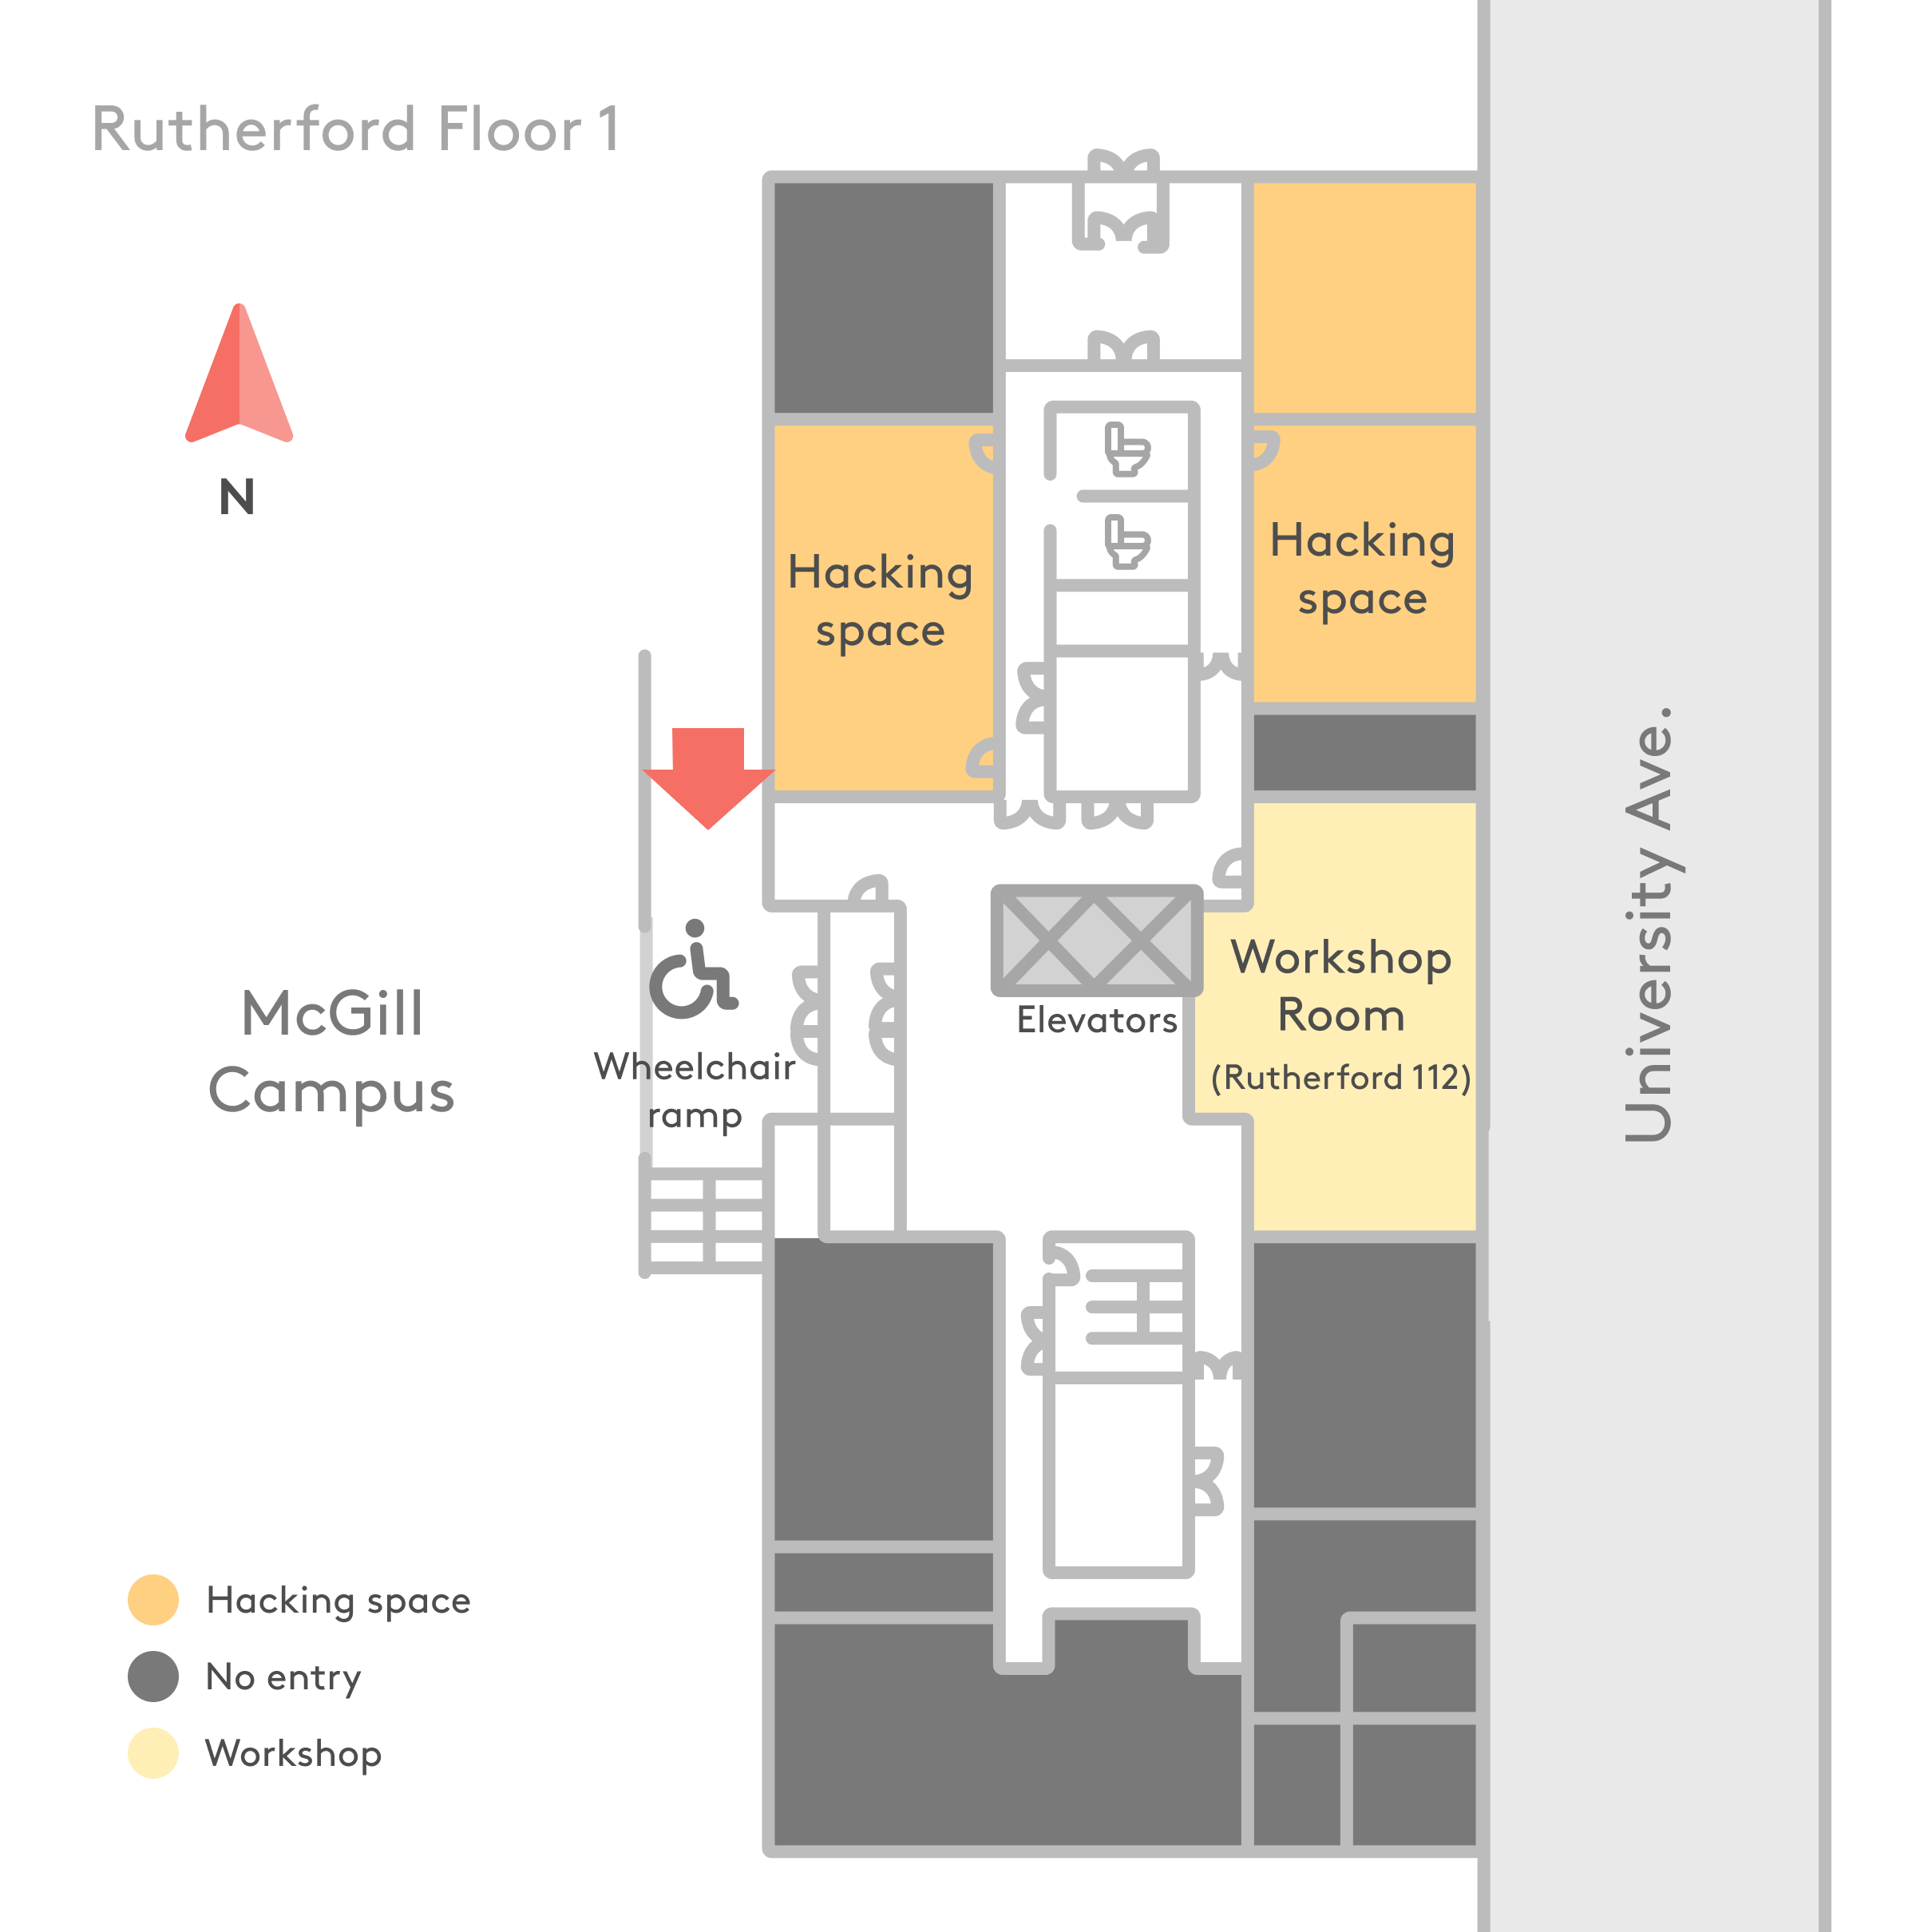 Rutherford Floor 1
N
Hacking
space
Hacking
space
University Ave.
McGill
Campus
Wheelchair
ramp
Elevators
Workshop
Room
(Rutherford 112)
Hacking space
No entry
Workshop